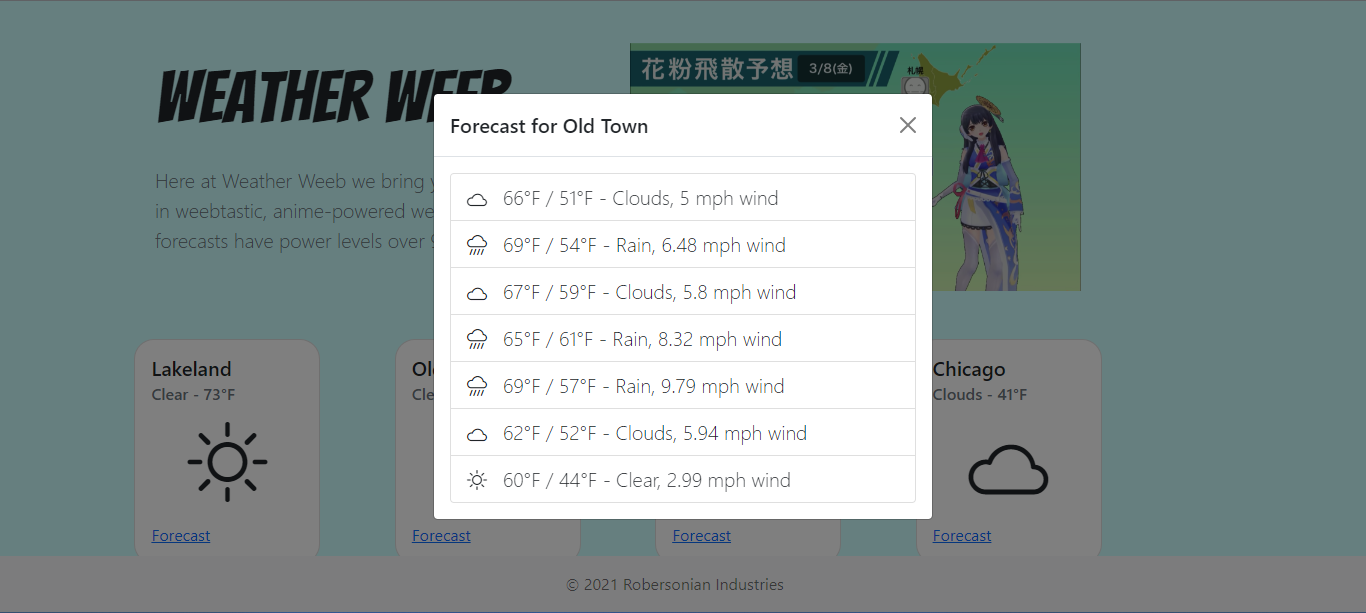 WEATHER WEEB
花粉飛散予想 3/8(金)
札幌
Here at Weather Weeb we bring
in weebtastic, anime-powered we
forecasts have power levels over
Forecast for Old Town
66°F / 51°F - Clouds, 5 mph wind
69°F / 54°F - Rain, 6.48 mph wind
67°F / 59°F - Clouds, 5.8 mph wind
65°F / 61°F - Rain, 8.32 mph wind
69°F / 57°F - Rain, 9.79 mph wind
62°F / 52°F - Clouds, 5.94 mph wind
60°F / 44°F - Clear, 2.99 mph wind
Lakeland
Clear - 73°F
Forecast
Ol
Cle
Forecast
Forecast
Chicago
Clouds - 41°F
Forecast
© 2021 Robersonian Industries